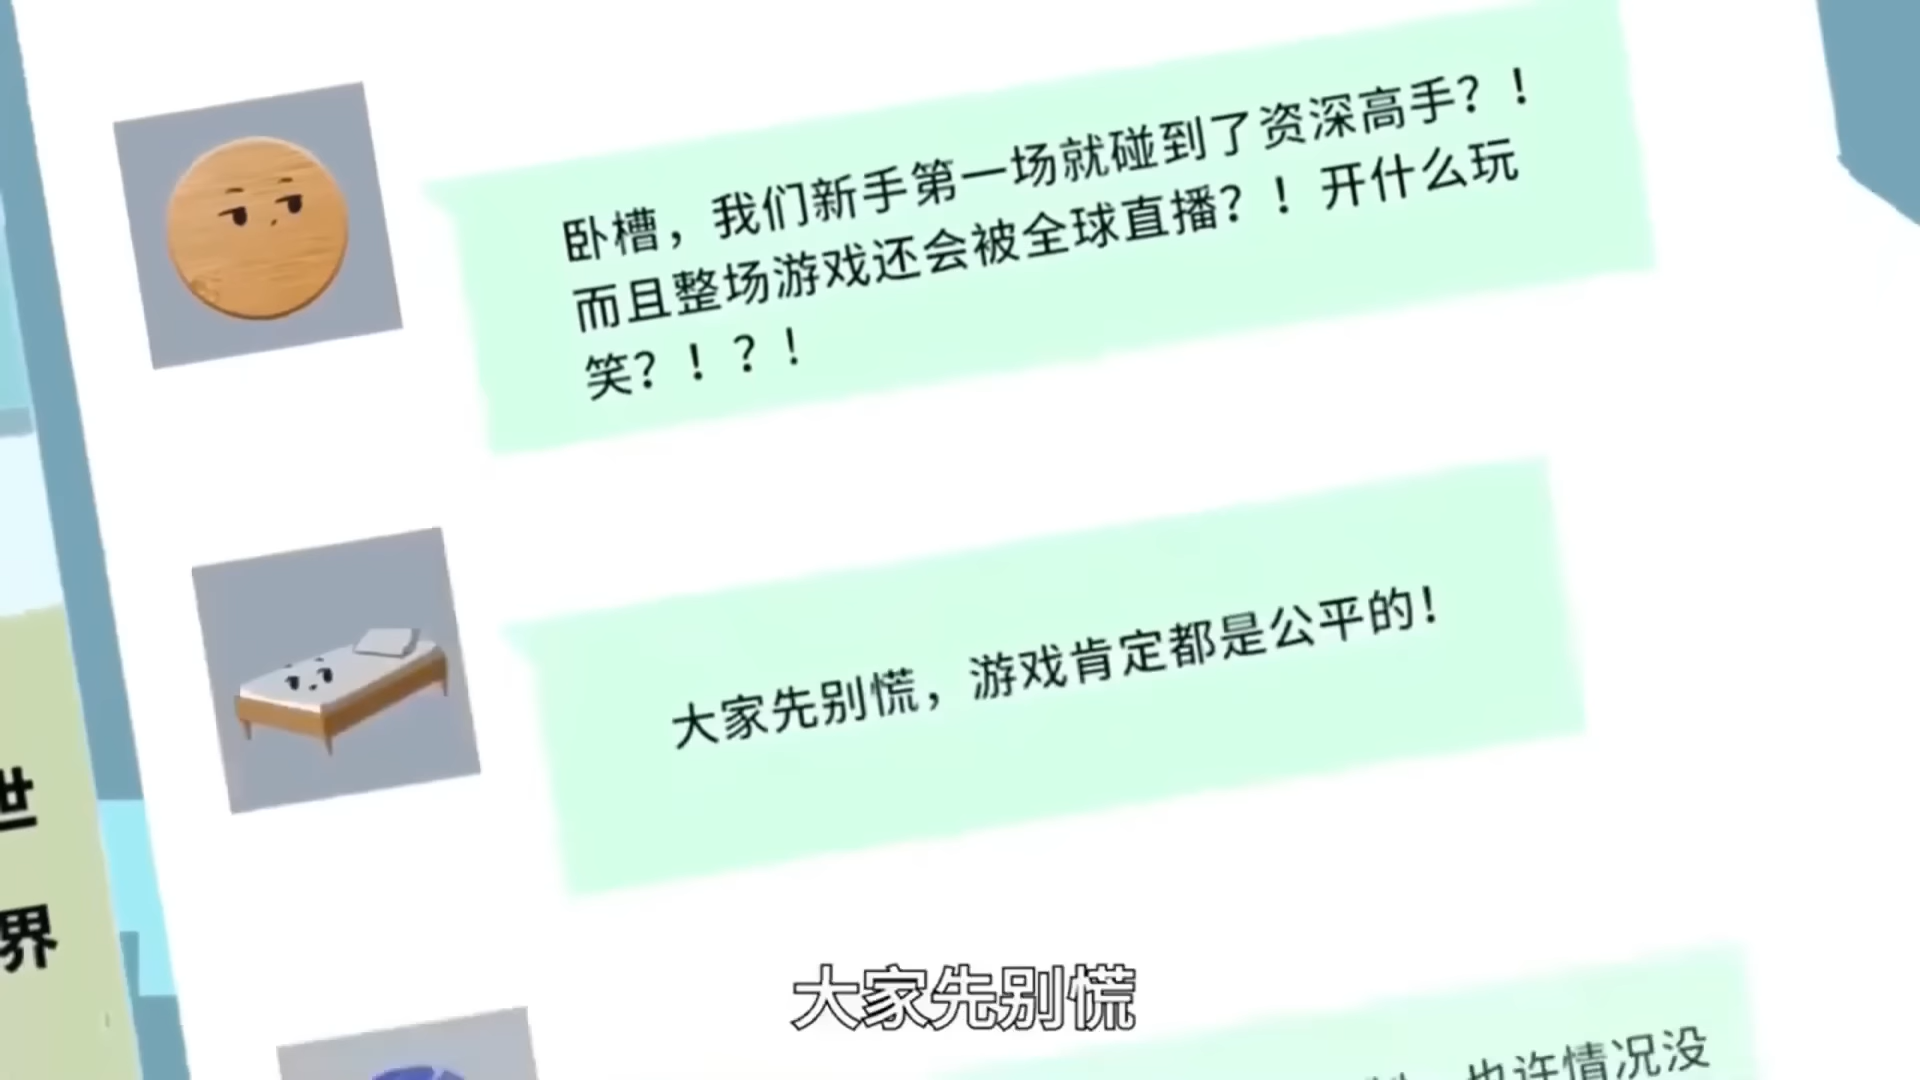 卧槽，我们新手第一场就碰到了资深高手？！
而且整场游戏还会被全球直播？！开什么玩
笑？！？！
大家先别慌，游戏肯定都是公平的！
世
界
大家先别慌
也许情况没